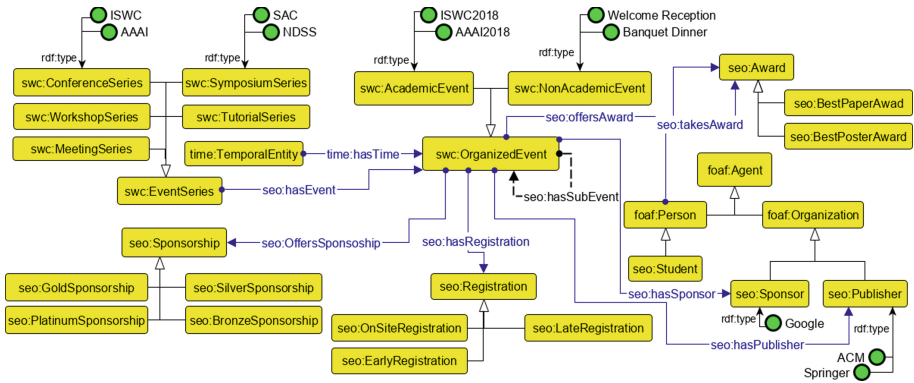 ISWC
AAAI
rdf:type
SAC
NDSS
rdf:type
ISWC2018
AAAI2018
rdf:type
Welcome Reception
Banquet Dinner
rdf:type
swc:ConferenceSeries
swc:SymposiumSeries
swc:AcademicEvent
swc:NonAcademicEvent
seo:Award
swc:WorkshopSeries
swc:TutorialSeries
seo:offersAward
seo:takesAward
seo:BestPaperAwad
seo:BestPosterAward
swc:MeetingSeries
time:TemporalEntity
time:hasTime
swc:OrganizedEvent
foaf:Agent
swc:EventSeries
seo:hasEvent
seo:hasSubEvent
foaf:Person
foaf:Organization
seo:Sponsorship
seo:OffersSponsoship
seo:hasRegistration
seo:Student
seo:GoldSponsorship
seo:SilverSponsorship
seo:Registration
seo:hasSponsor
seo:Sponsor
seo:Publisher
seo:PlatinumSponsorship
seo:BronzeSponsorship
seo:OnSiteRegistration
seo:LateRegistration
rdf:type
Google
rdf:type
seo:EarlyRegistration
seo:hasPublisher
ACM
Springer